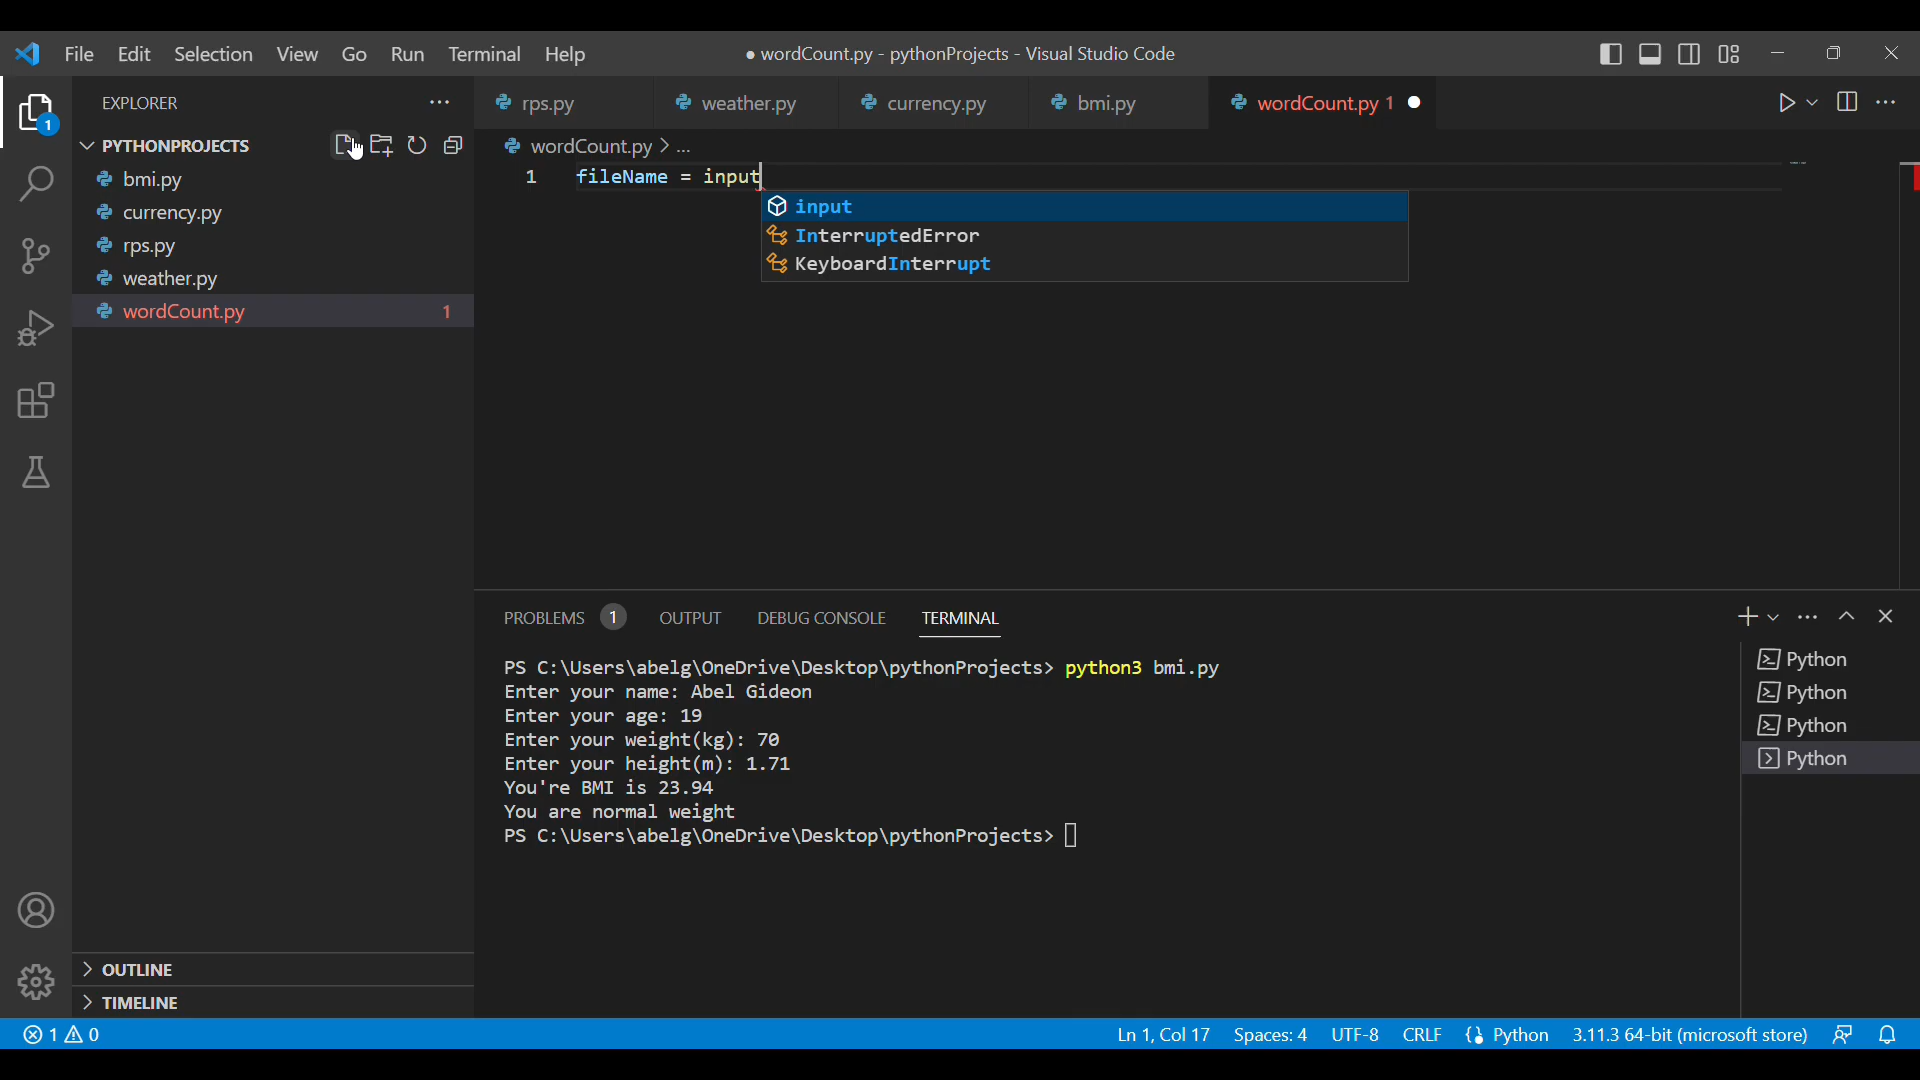 File Edit Selection View Go Run Terminal Help
● wordCount.py - pythonProjects - Visual Studio Code
EXPLORER
1
PYTHONPROJECTS
bmi.py
currency.py
rps.py
weather.py
wordCount.py 1
OUTLINE
TIMELINE
rps.py weather.py currency.py bmi.py wordCount.py 1
wordCount.py > ...
1 fileName = input
input
InterruptedError
KeyboardInterrupt
PROBLEMS 1 OUTPUT DEBUG CONSOLE TERMINAL
PS C:\Users\abelg\OneDrive\Desktop\pythonProjects> python3 bmi.py
Enter your name: Abel Gideon
Enter your age: 19
Enter your weight(kg): 70
Enter your height(m): 1.71
You're BMI is 23.94
You are normal weight
PS C:\Users\abelg\OneDrive\Desktop\pythonProjects>
Python
Python
Python
Python
1 0
Ln 1, Col 17 Spaces: 4 UTF-8 CRLF Python 3.11.3 64-bit (microsoft store)